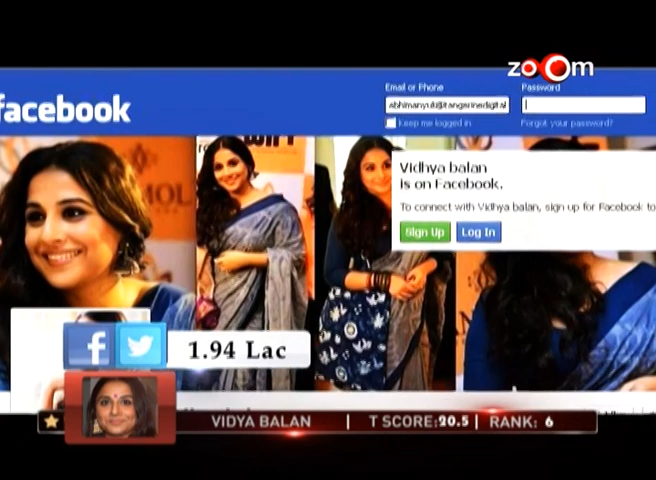 zoom
Email or Phone
Password
facebook
Keep me logged in
Forgot your password?
Vidhya balan
is on Facebook.
To connect with Vidhya balan, sign up for Facebook to
Sign Up
Log In
1.94 Lac
VIDYA BALAN | T SCORE:20.5 | RANK: 6